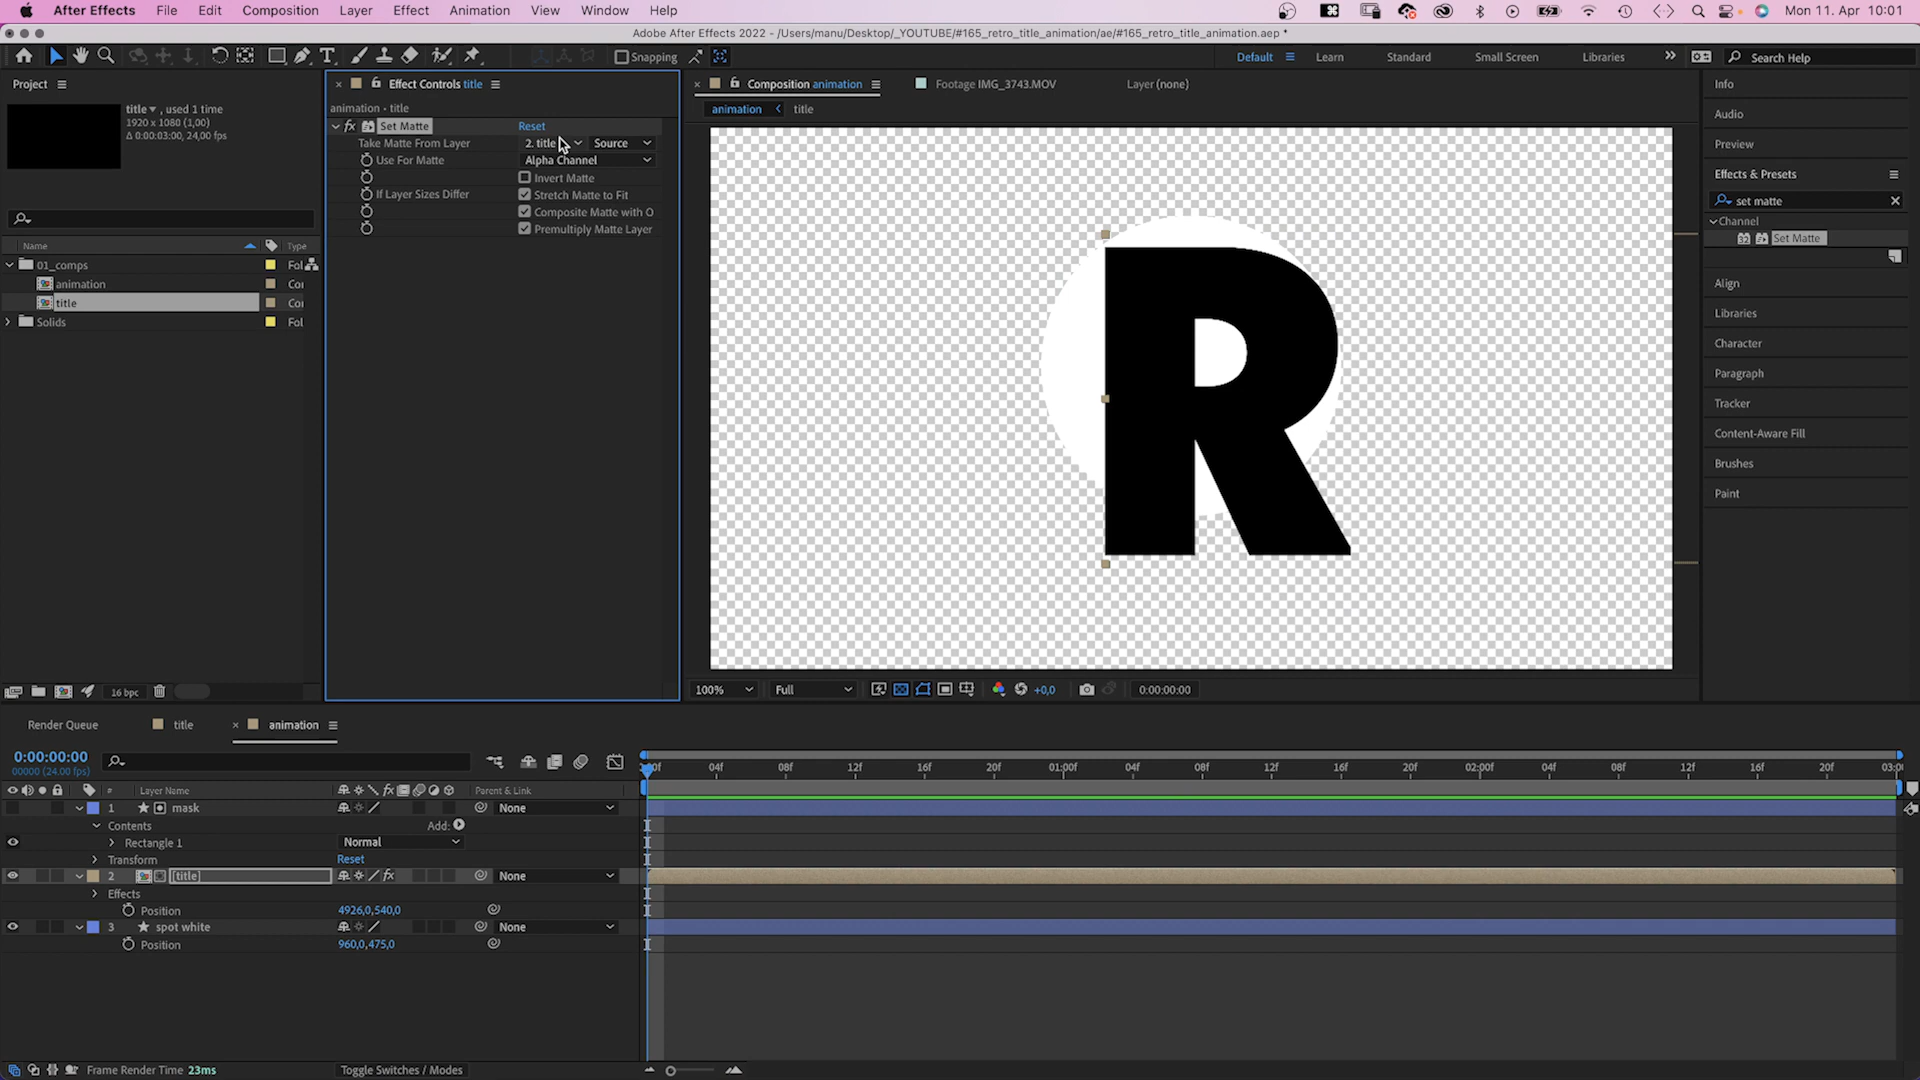 After Effects File Edit Composition Layer Effect Animation View Window Help Mon 11. Apr 10:01
Adobe After Effects 2022 - /Users/manu/Desktop/_YOUTUBE/#165_retro_title_animation/ae/#165_retro_title_animation.aep *
Snapping Default Learn Standard Small Screen Libraries Search Help
Project
title , used 1 time
1920 x 1080 (1,00)
Δ 0:00:03:00, 24,00 fps
Name Type
01_comps Fol
animation Coı
title Coı
Solids Fol
16 bpc
Effect Controls title
animation • title
fx Set Matte Reset
Take Matte From Layer 2. title Source
Use For Matte Alpha Channel
Invert Matte
If Layer Sizes Differ Stretch Matte to Fit
Composite Matte with O
Premultiply Matte Layer
Composition animation Footage IMG_3743.MOV Layer (none)
animation title
R
100% Full +0,0 0:00:00:00
Info
Audio
Preview
Effects & Presets
set matte
Channel
32 Set Matte
Align
Libraries
Character
Paragraph
Tracker
Content-Aware Fill
Brushes
Paint
Render Queue title animation
0:00:00:00
00000 (24.00 fps)
04f 08f 12f 16f 20f 01:00f 04f 08f 12f 16f 20f 02:00f 04f 08f 12f 16f 20f
# Layer Name fx Parent & Link
1 mask None
Contents Add:
Rectangle 1 Normal
Transform Reset
2 [title] fx None
Effects
Position 4926,0,540,0
3 spot white None
Position 960,0,475,0
Frame Render Time 23ms Toggle Switches / Modes